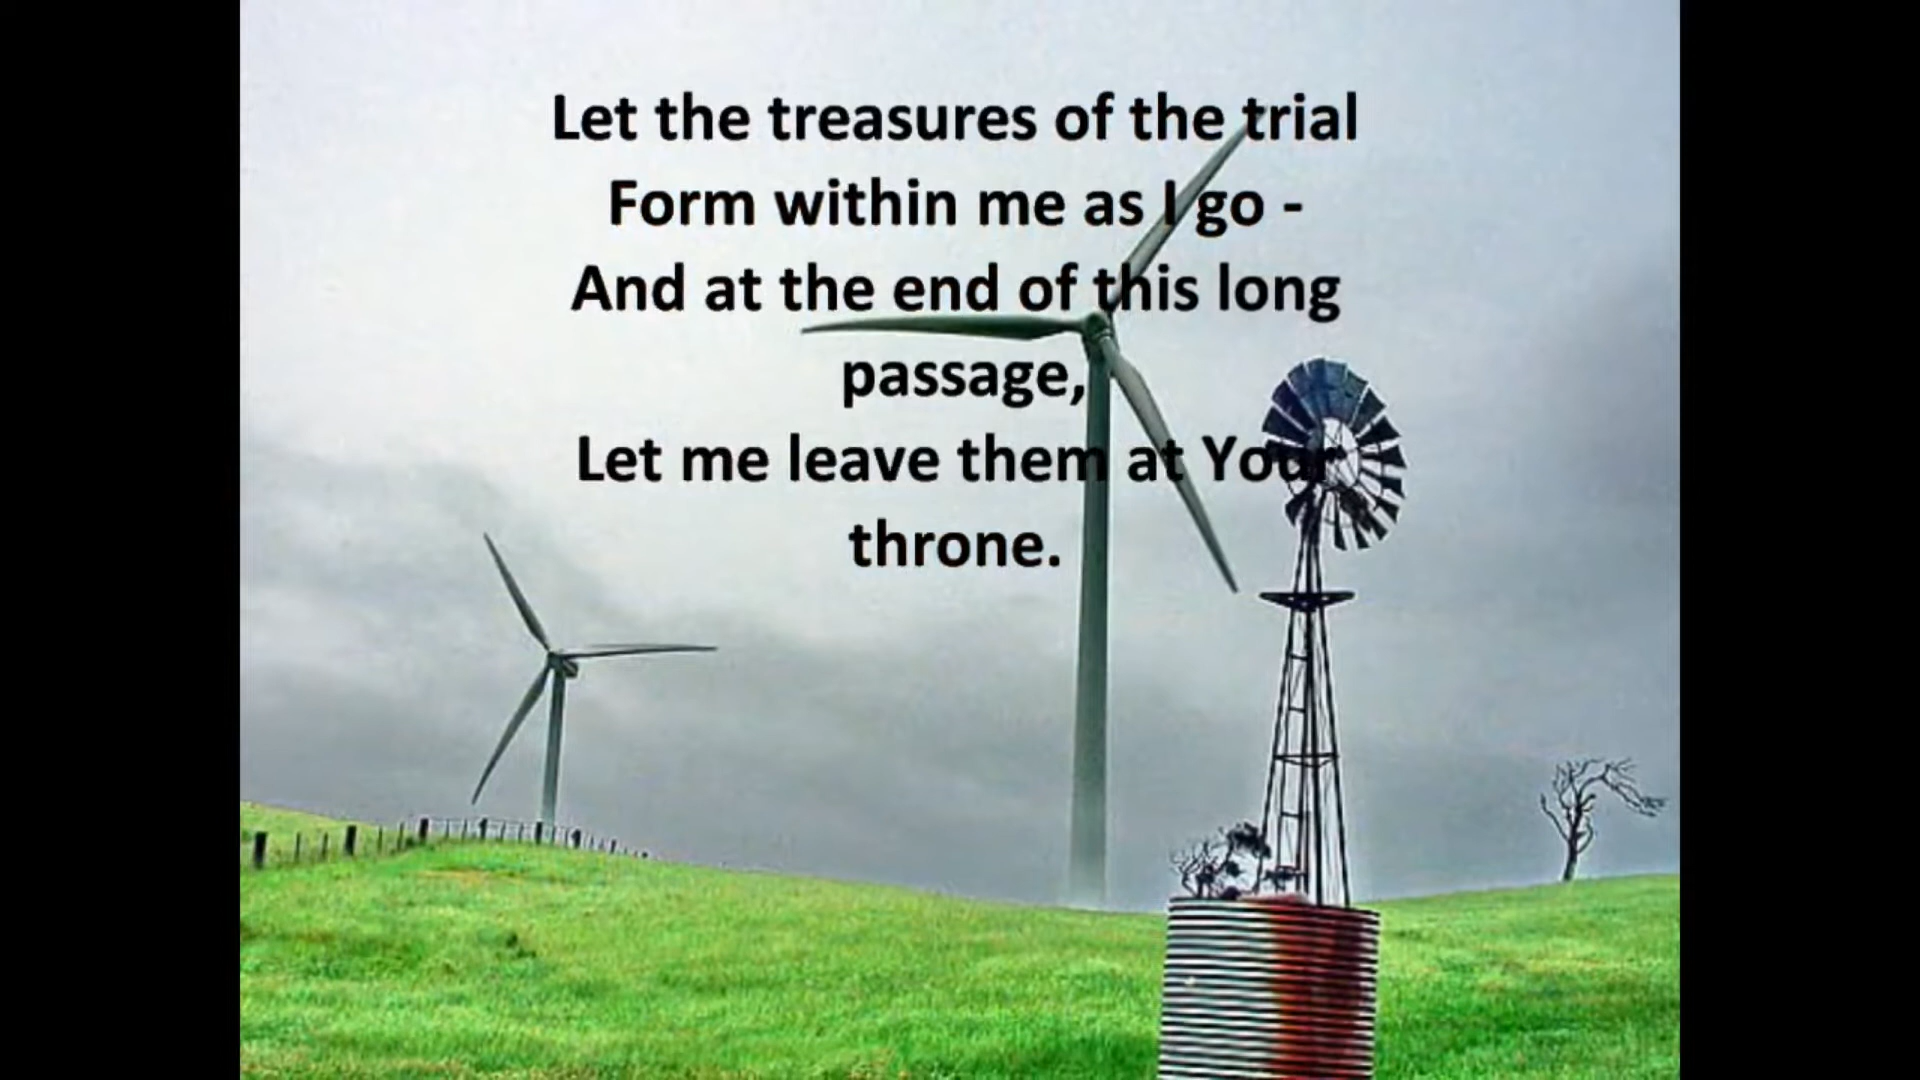 Let the treasures of the trial
Form within me as I go -
And at the end of this long
passage,
Let me leave them at Your
throne.